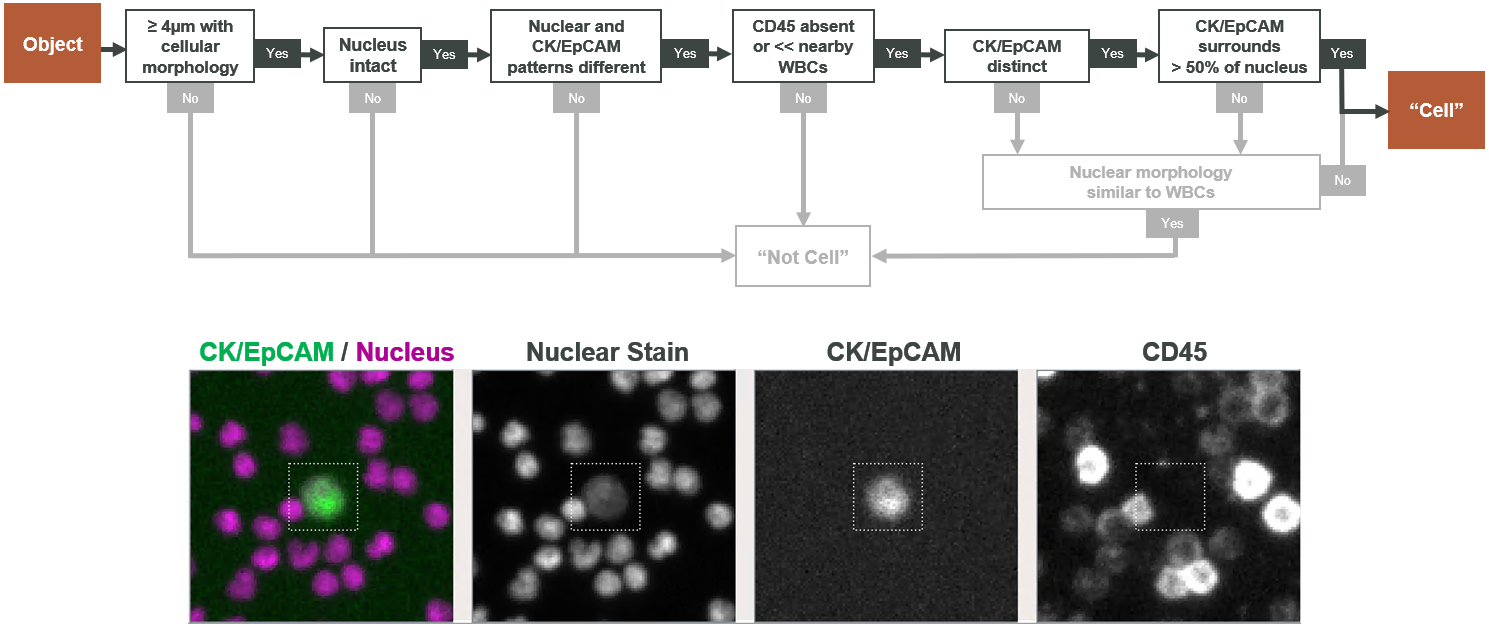 Object
≥ 4μm with
cellular
morphology
Yes
No
Nucleus
intact
Yes
No
Nuclear and
CK/EpCAM
patterns different
Yes
No
CD45 absent
or << nearby
WBCs
Yes
No
CK/EpCAM
distinct
Yes
No
CK/EpCAM
surrounds
> 50% of nucleus
Yes
No
“Cell”
Nuclear morphology
similar to WBCs
No
Yes
“Not Cell”
CK/EpCAM / Nucleus
Nuclear Stain
CK/EpCAM
CD45